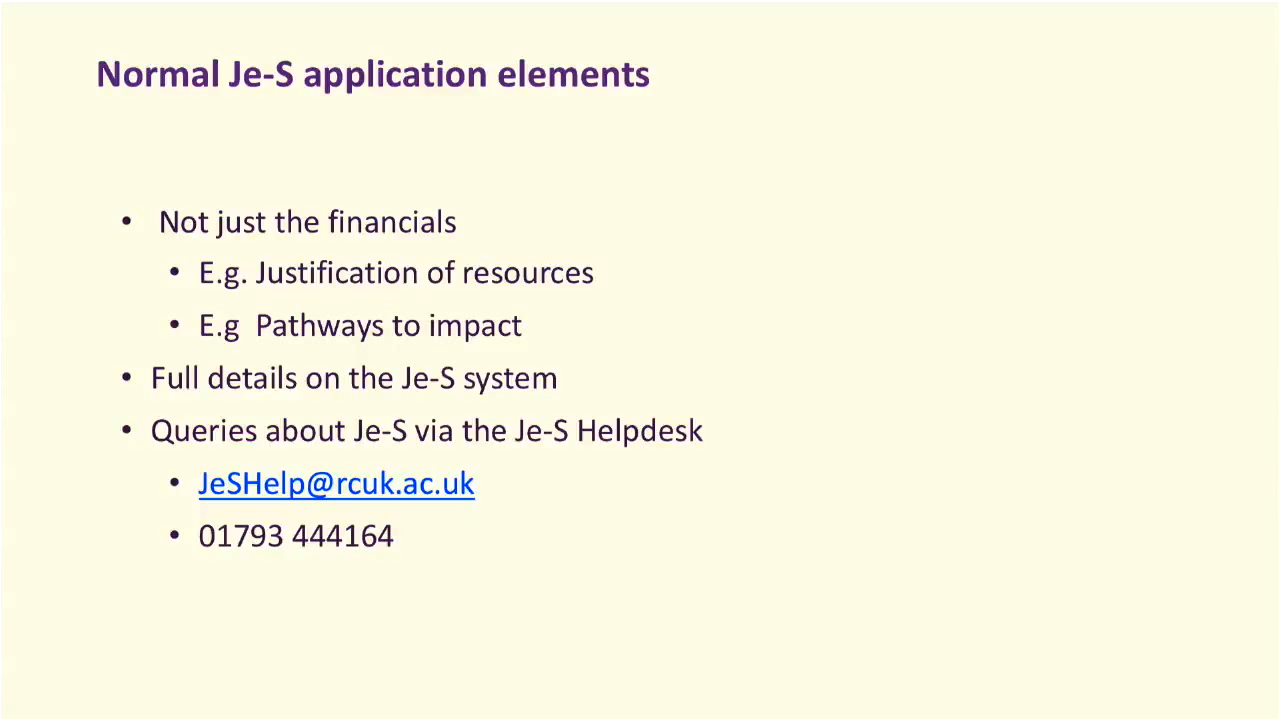 Normal Je-S application elements
• Not just the financials
• E.g. Justification of resources
• E.g Pathways to impact
• Full details on the Je-S system
• Queries about Je-S via the Je-S Helpdesk
• JeSHelp@rcuk.ac.uk
• 01793 444164